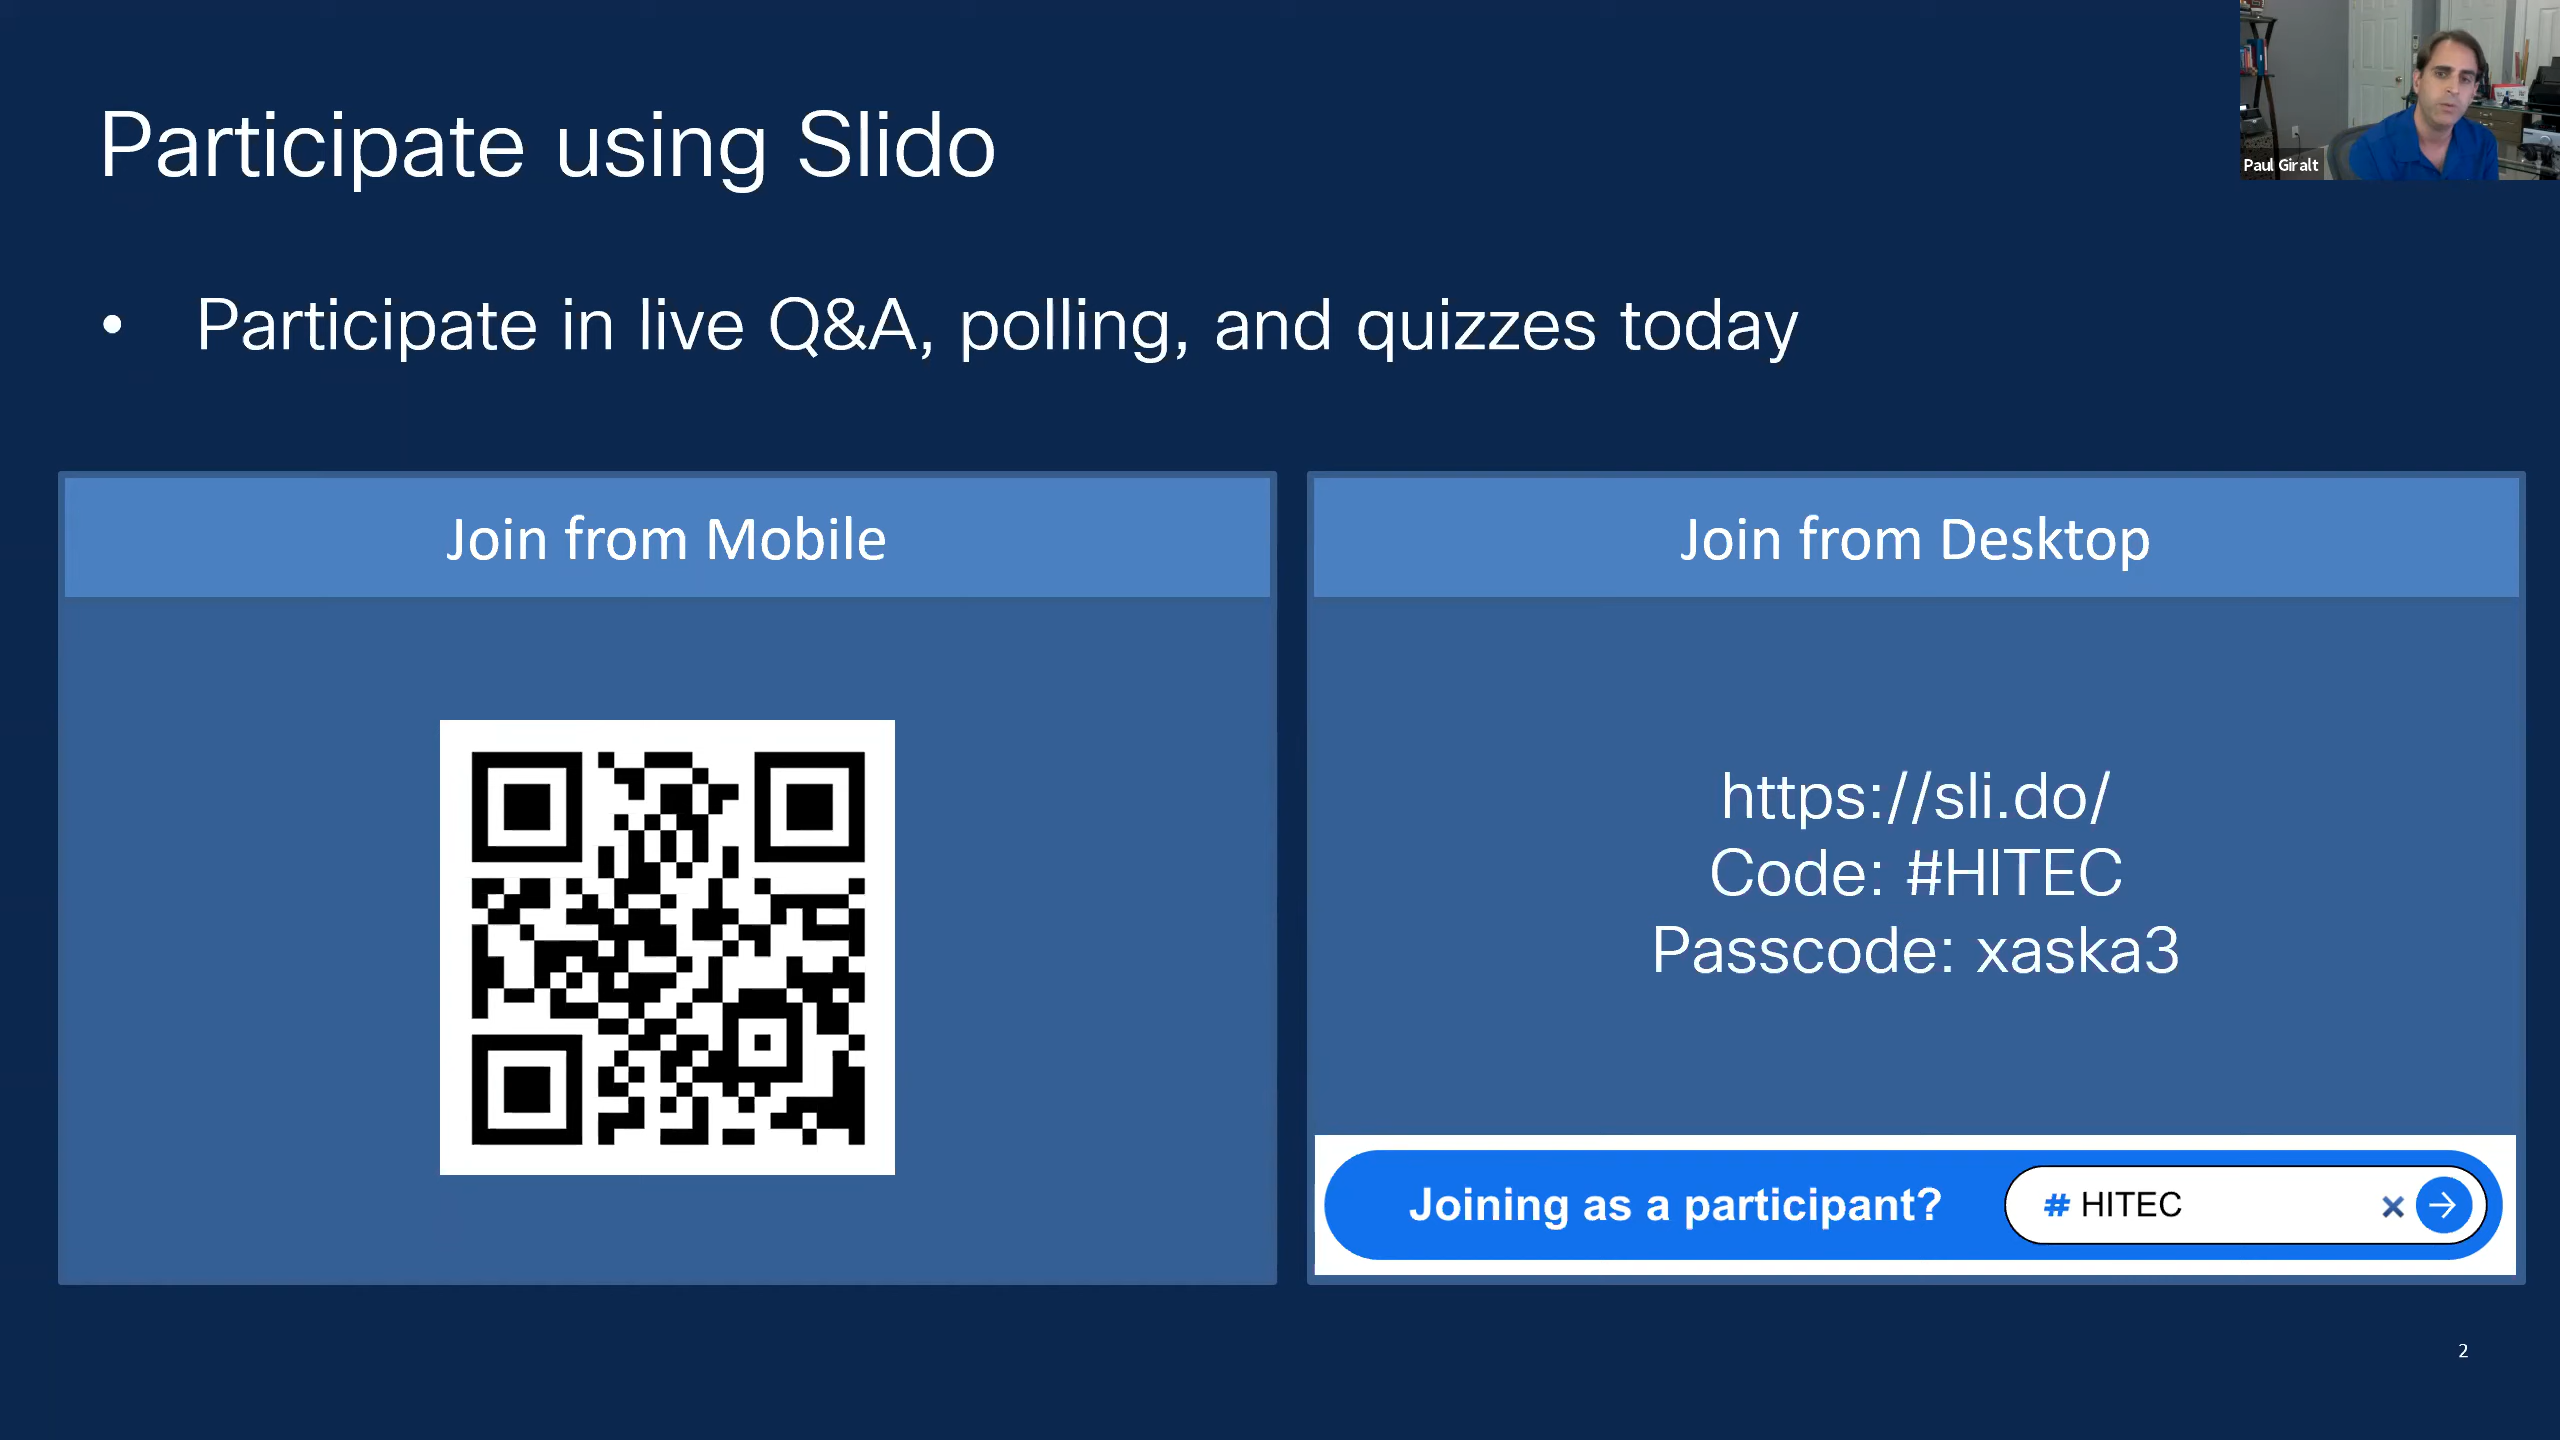 Participate using Slido
Paul Giralt
• Participate in live Q&A, polling, and quizzes today
Join from Mobile
Join from Desktop
https://sli.do/
Code: #HITEC
Passcode: xaska3
Joining as a participant? # HITEC
2